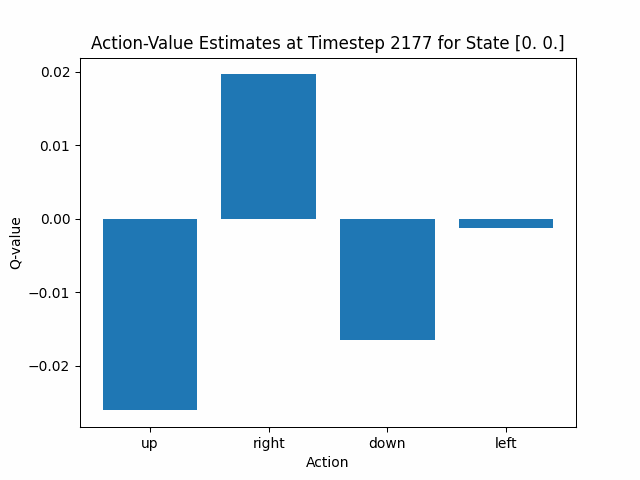 Action-Value Estimates at Timestep 2177 for State [0. 0.]
0.02
0.01
0.00
−0.01
−0.02
Q-value
up right down left
Action